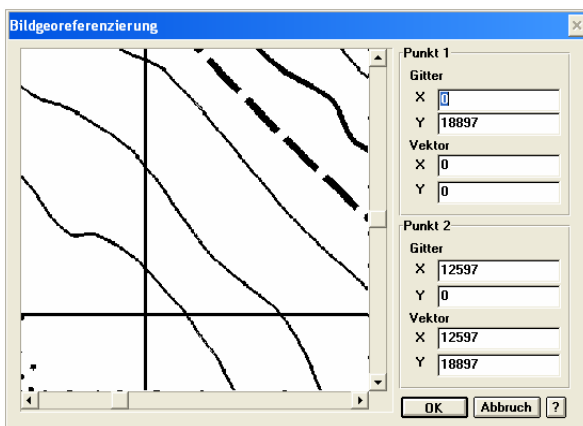 Bildgeoreferenzierung
Punkt 1
Gitter
X 0
Y 18897
Vektor
X 0
Y 0
Punkt 2
Gitter
X 12597
Y 0
Vektor
X 12597
Y 18897
OK Abbruch ?